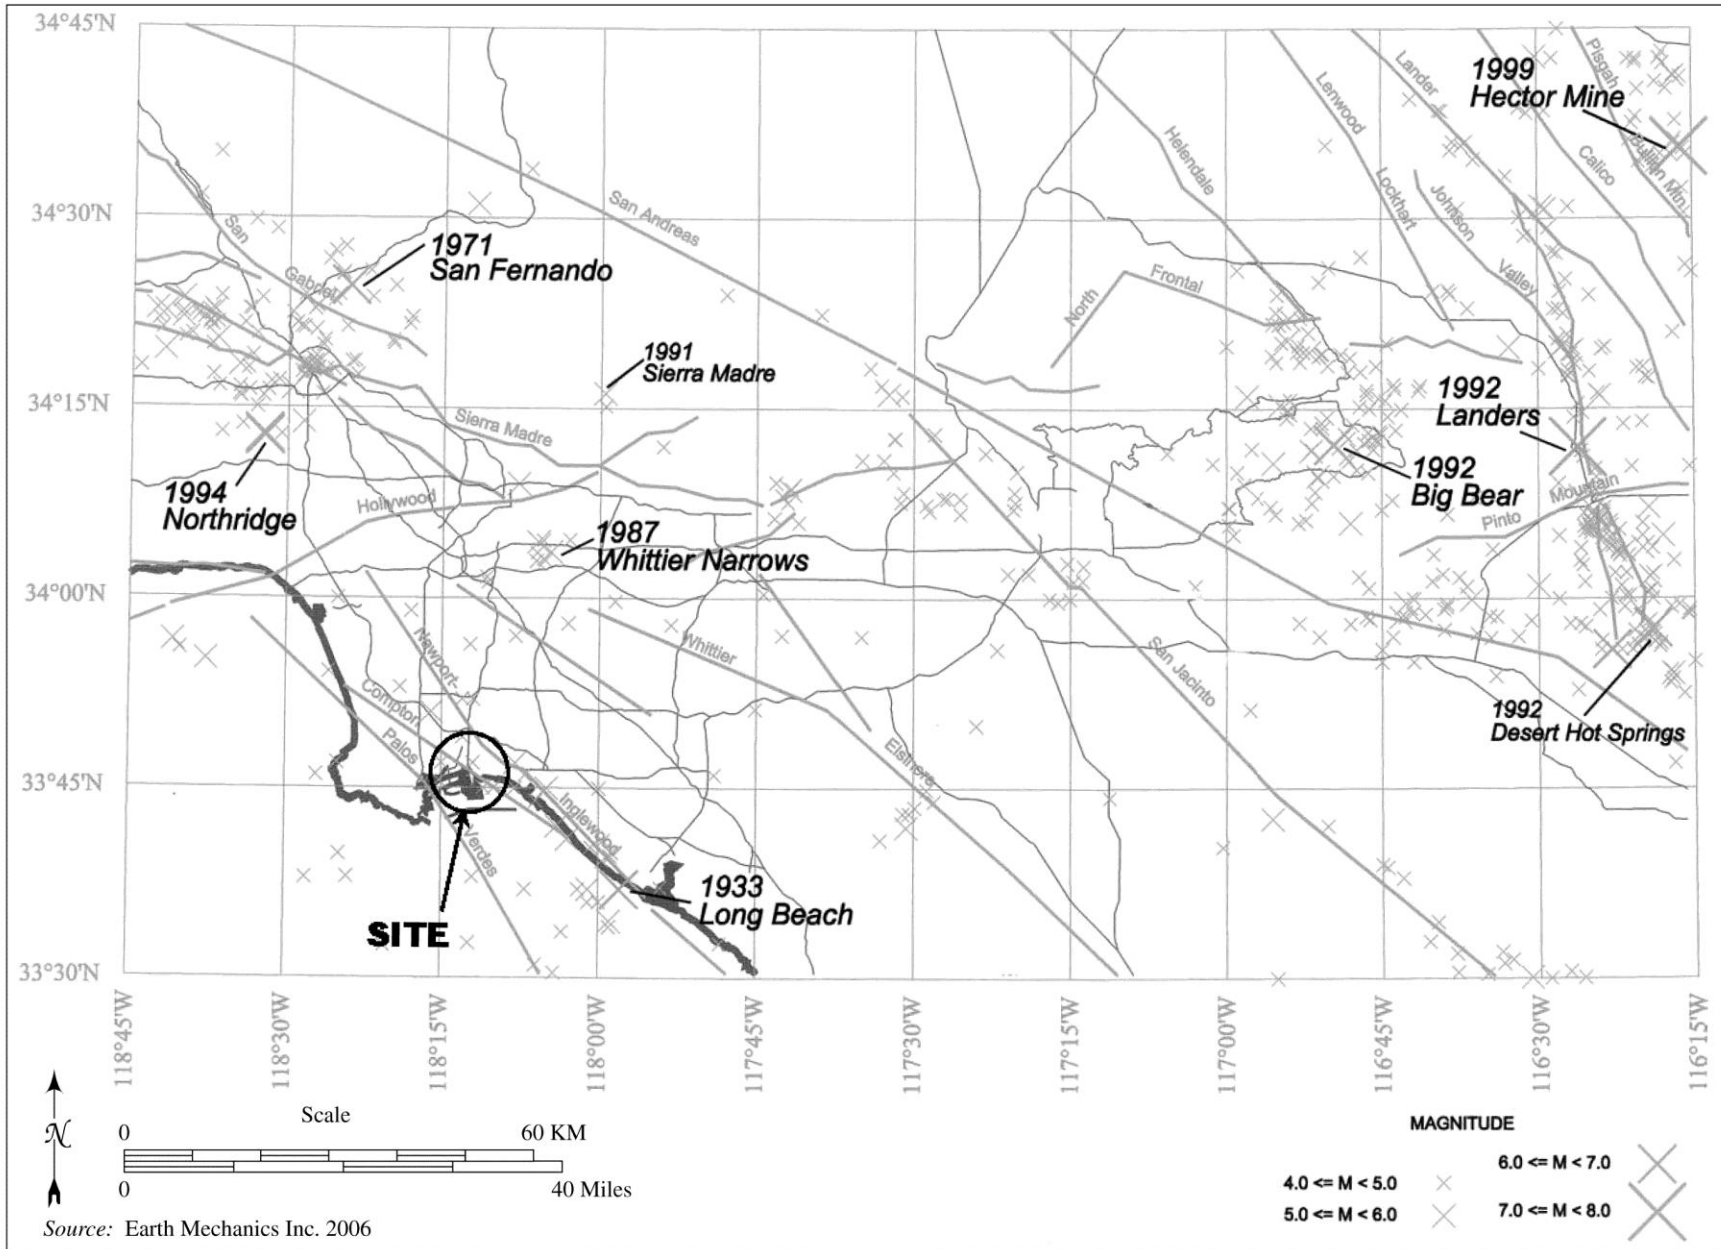 34°45'N
34°30'N
34°15'N
34°00'N
33°45'N
33°30'N
118°45'W
118°30'W
118°15'W
118°00'W
117°45'W
117°30'W
117°15'W
117°00'W
116°45'W
116°30'W
116°15'W
1999
Hector Mine
1971
San Fernando
1991
Sierra Madre
1992
Landers
1992
Big Bear
1994
Northridge
1987
Whittier Narrows
1992
Desert Hot Springs
1933
Long Beach
SITE
San
Gabriel
San Andreas
Sierra Madre
Hollywood
Newport-
Inglewood
Compton
Palos
Verdes
Whittier
Elsinore
San Jacinto
North
Frontal
Helendale
Lenwood
Lockhart
Lander
Johnson
Valley
Calico
Pisgah
Bullion Mtn.
Pinto
Mountain
N
Scale
0
60 KM
0
40 Miles
Source: Earth Mechanics Inc. 2006
MAGNITUDE
4.0 <= M < 5.0
5.0 <= M < 6.0
6.0 <= M < 7.0
7.0 <= M < 8.0